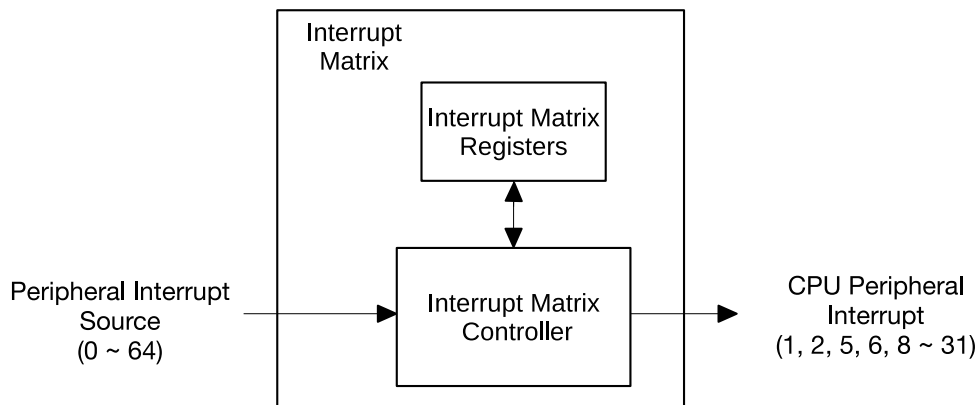 Interrupt
Matrix
Interrupt Matrix
Registers
Peripheral Interrupt
Source
(0 ~ 64)
Interrupt Matrix
Controller
CPU Peripheral
Interrupt
(1, 2, 5, 6, 8 ~ 31)